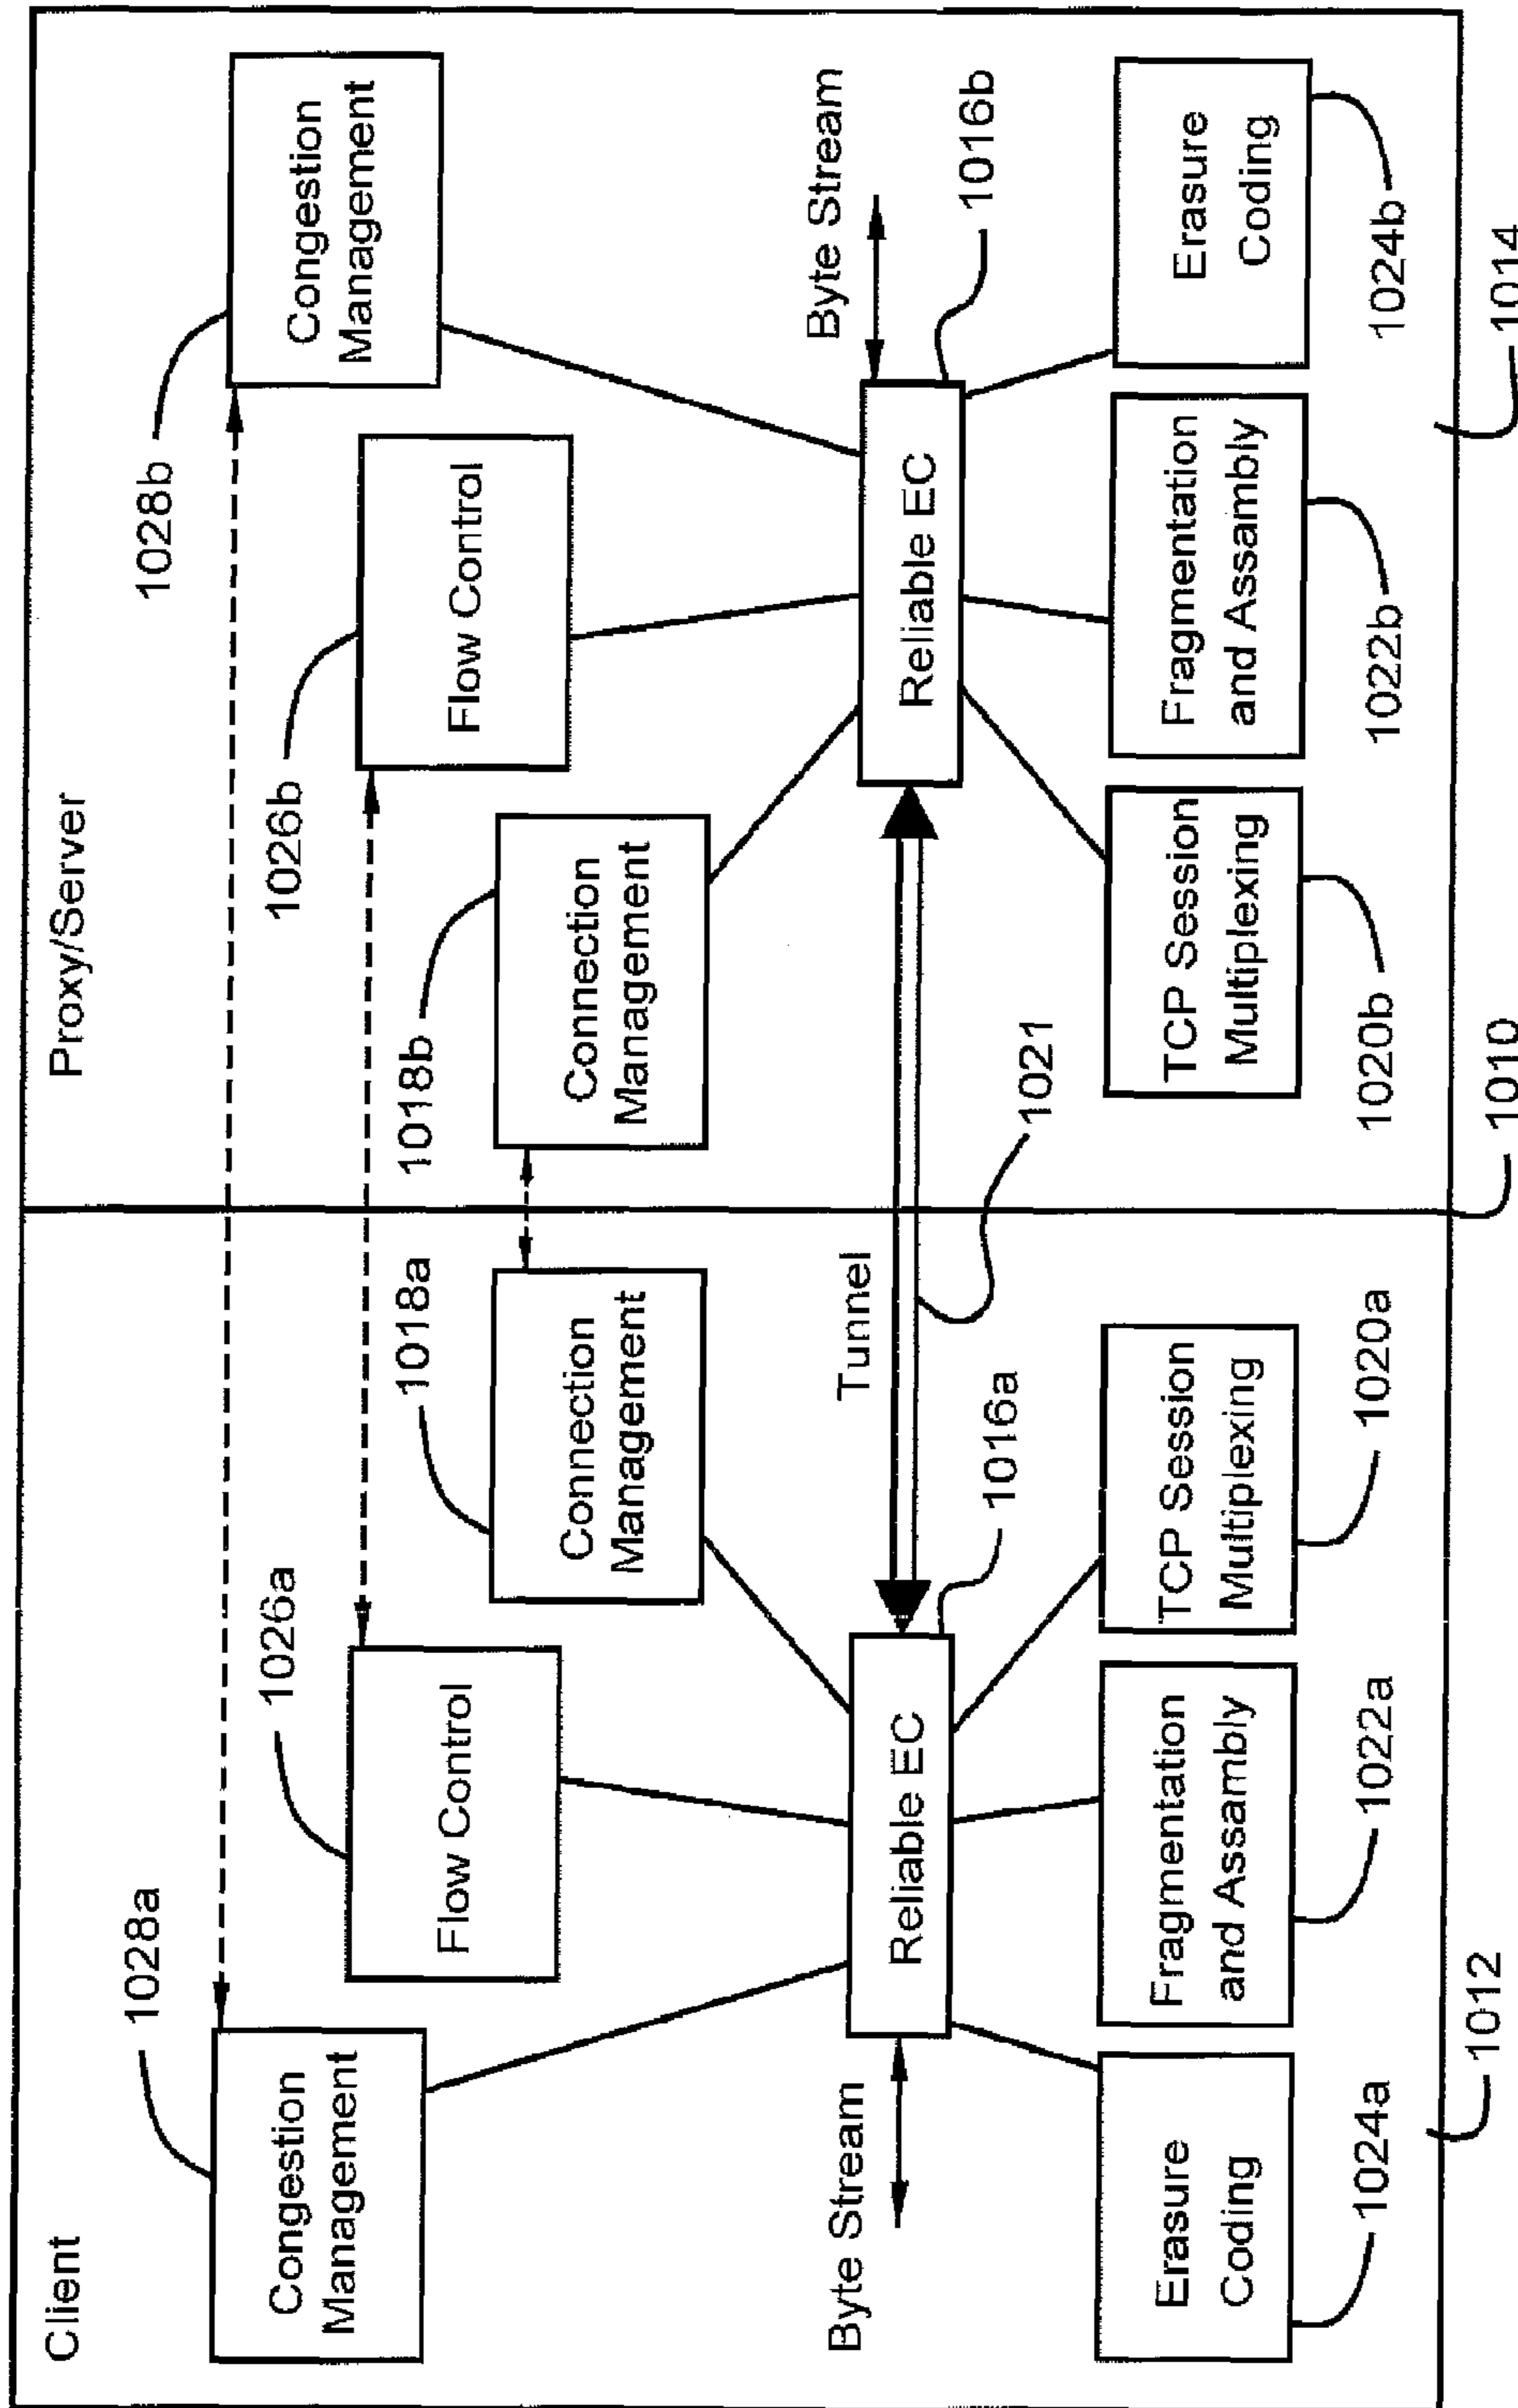 Client
Proxy/Server
1028a
1028b
Congestion
Management
Congestion
Management
1026a
1026b
Flow Control
Flow Control
1018a
1018b
Connection
Management
Connection
Management
Byte Stream
Tunnel
Byte Stream
Reliable EC
Reliable EC
1016a
1021
1016b
Erasure
Coding
Fragmentation
and Assambly
TCP Session
Multiplexing
TCP Session
Multiplexing
Fragmentation
and Assambly
Erasure
Coding
1024a
1022a
1020a
1020b
1022b
1024b
1012
1010
1014